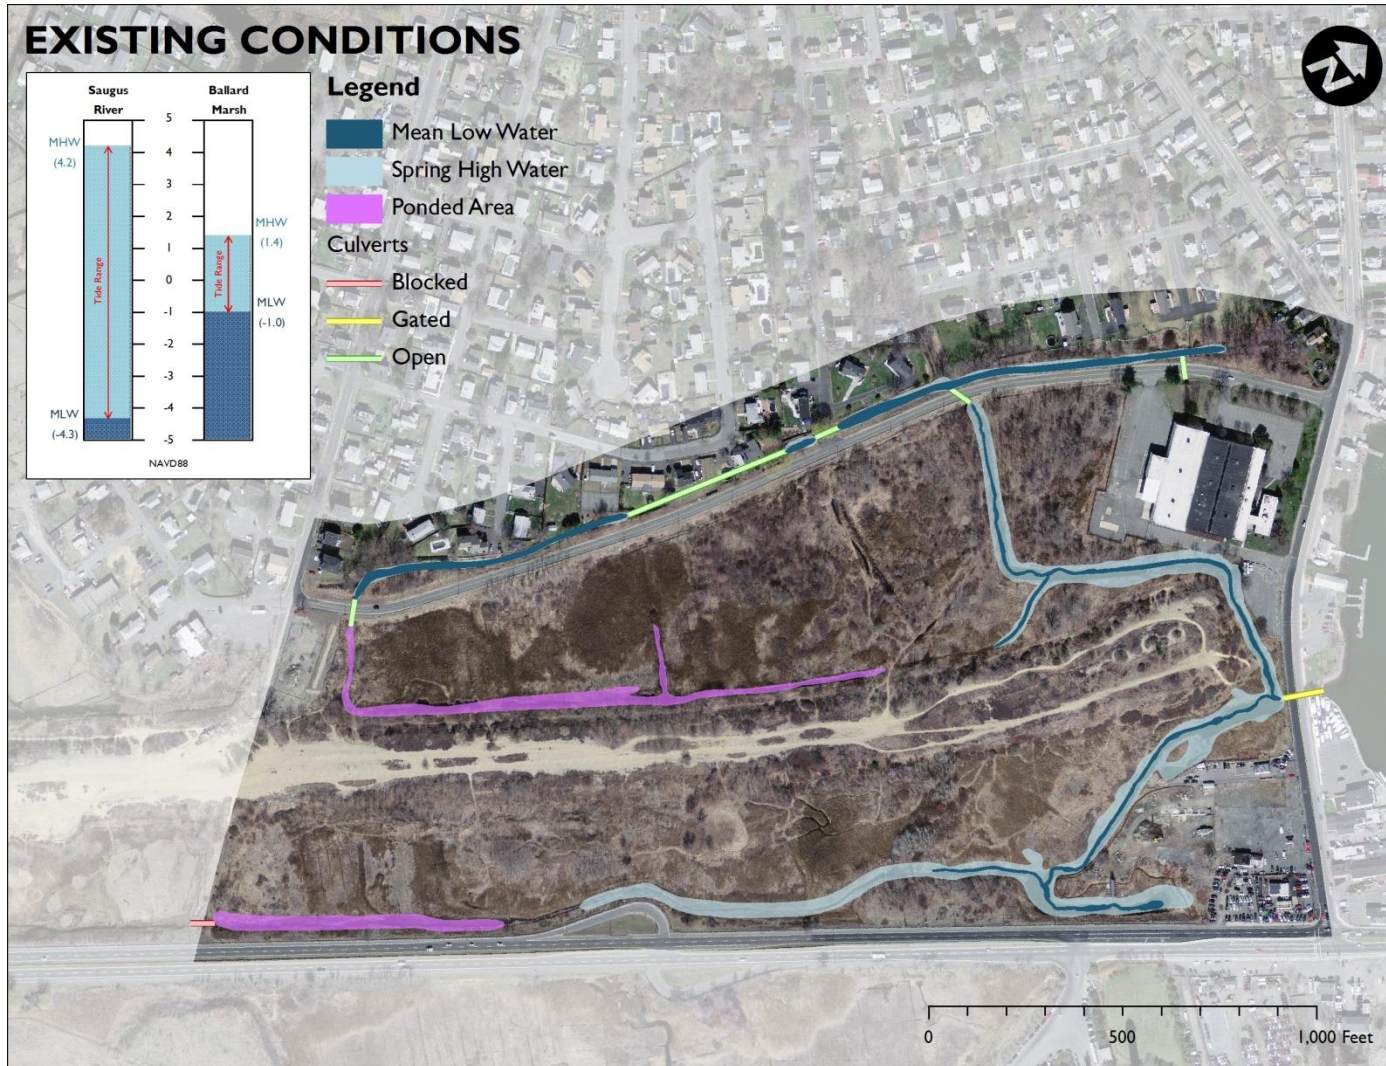 EXISTING CONDITIONS
Saugus
River
Ballard
Marsh
MHW
(4.2)
MLW
(-4.3)
Tide Range
5
4
3
2
1
0
-1
-2
-3
-4
-5
Tide Range
MHW
(1.4)
MLW
(-1.0)
NAVD88
Legend
Mean Low Water
Spring High Water
Ponded Area
Culverts
Blocked
Gated
Open
N
0
500
1,000 Feet